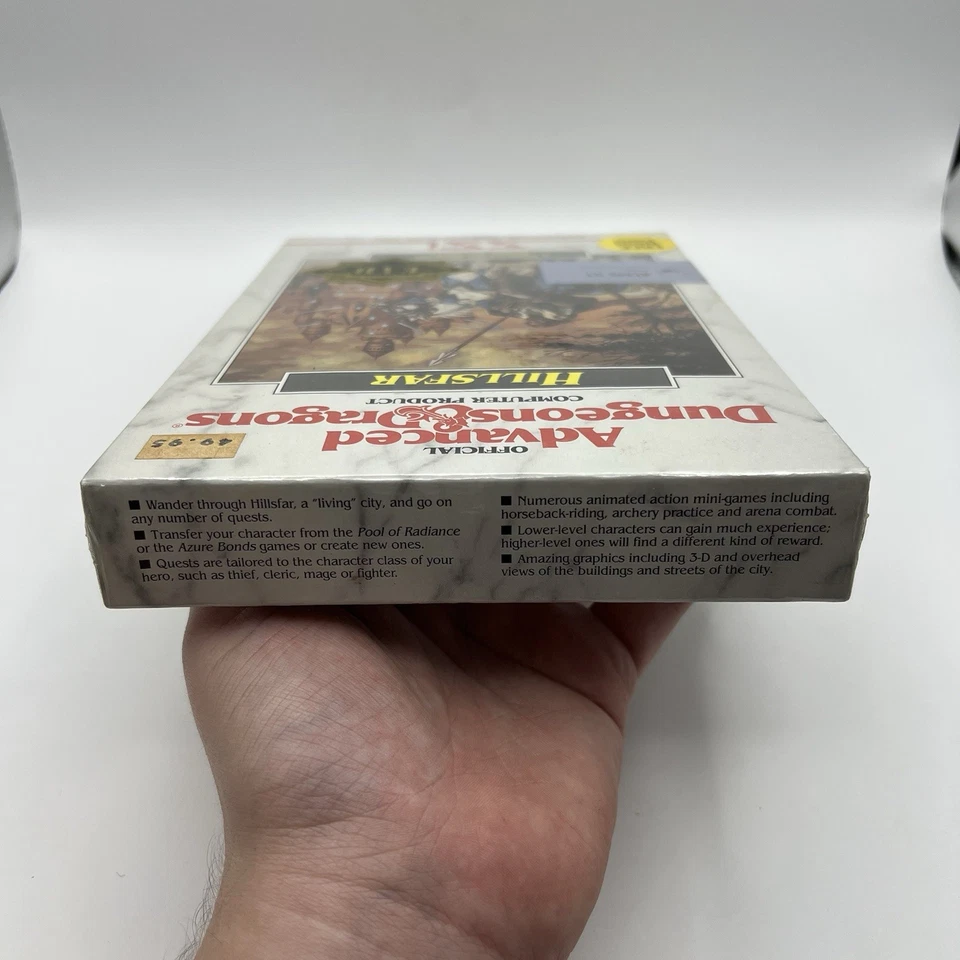 OFFICIAL
Advanced
Dungeons & Dragons®
COMPUTER PRODUCT
HILLSFAR
49.95
■ Wander through Hillsfar, a "living" city, and go on
any number of quests.
■ Transfer your character from the Pool of Radiance
or the Azure Bonds games or create new ones.
■ Quests are tailored to the character class of your
hero, such as thief, cleric, mage or fighter.
■ Numerous animated action mini-games including
horseback-riding, archery practice and arena combat.
■ Lower-level characters can gain much experience;
higher-level ones will find a different kind of reward.
■ Amazing graphics including 3-D and overhead
views of the buildings and streets of the city.